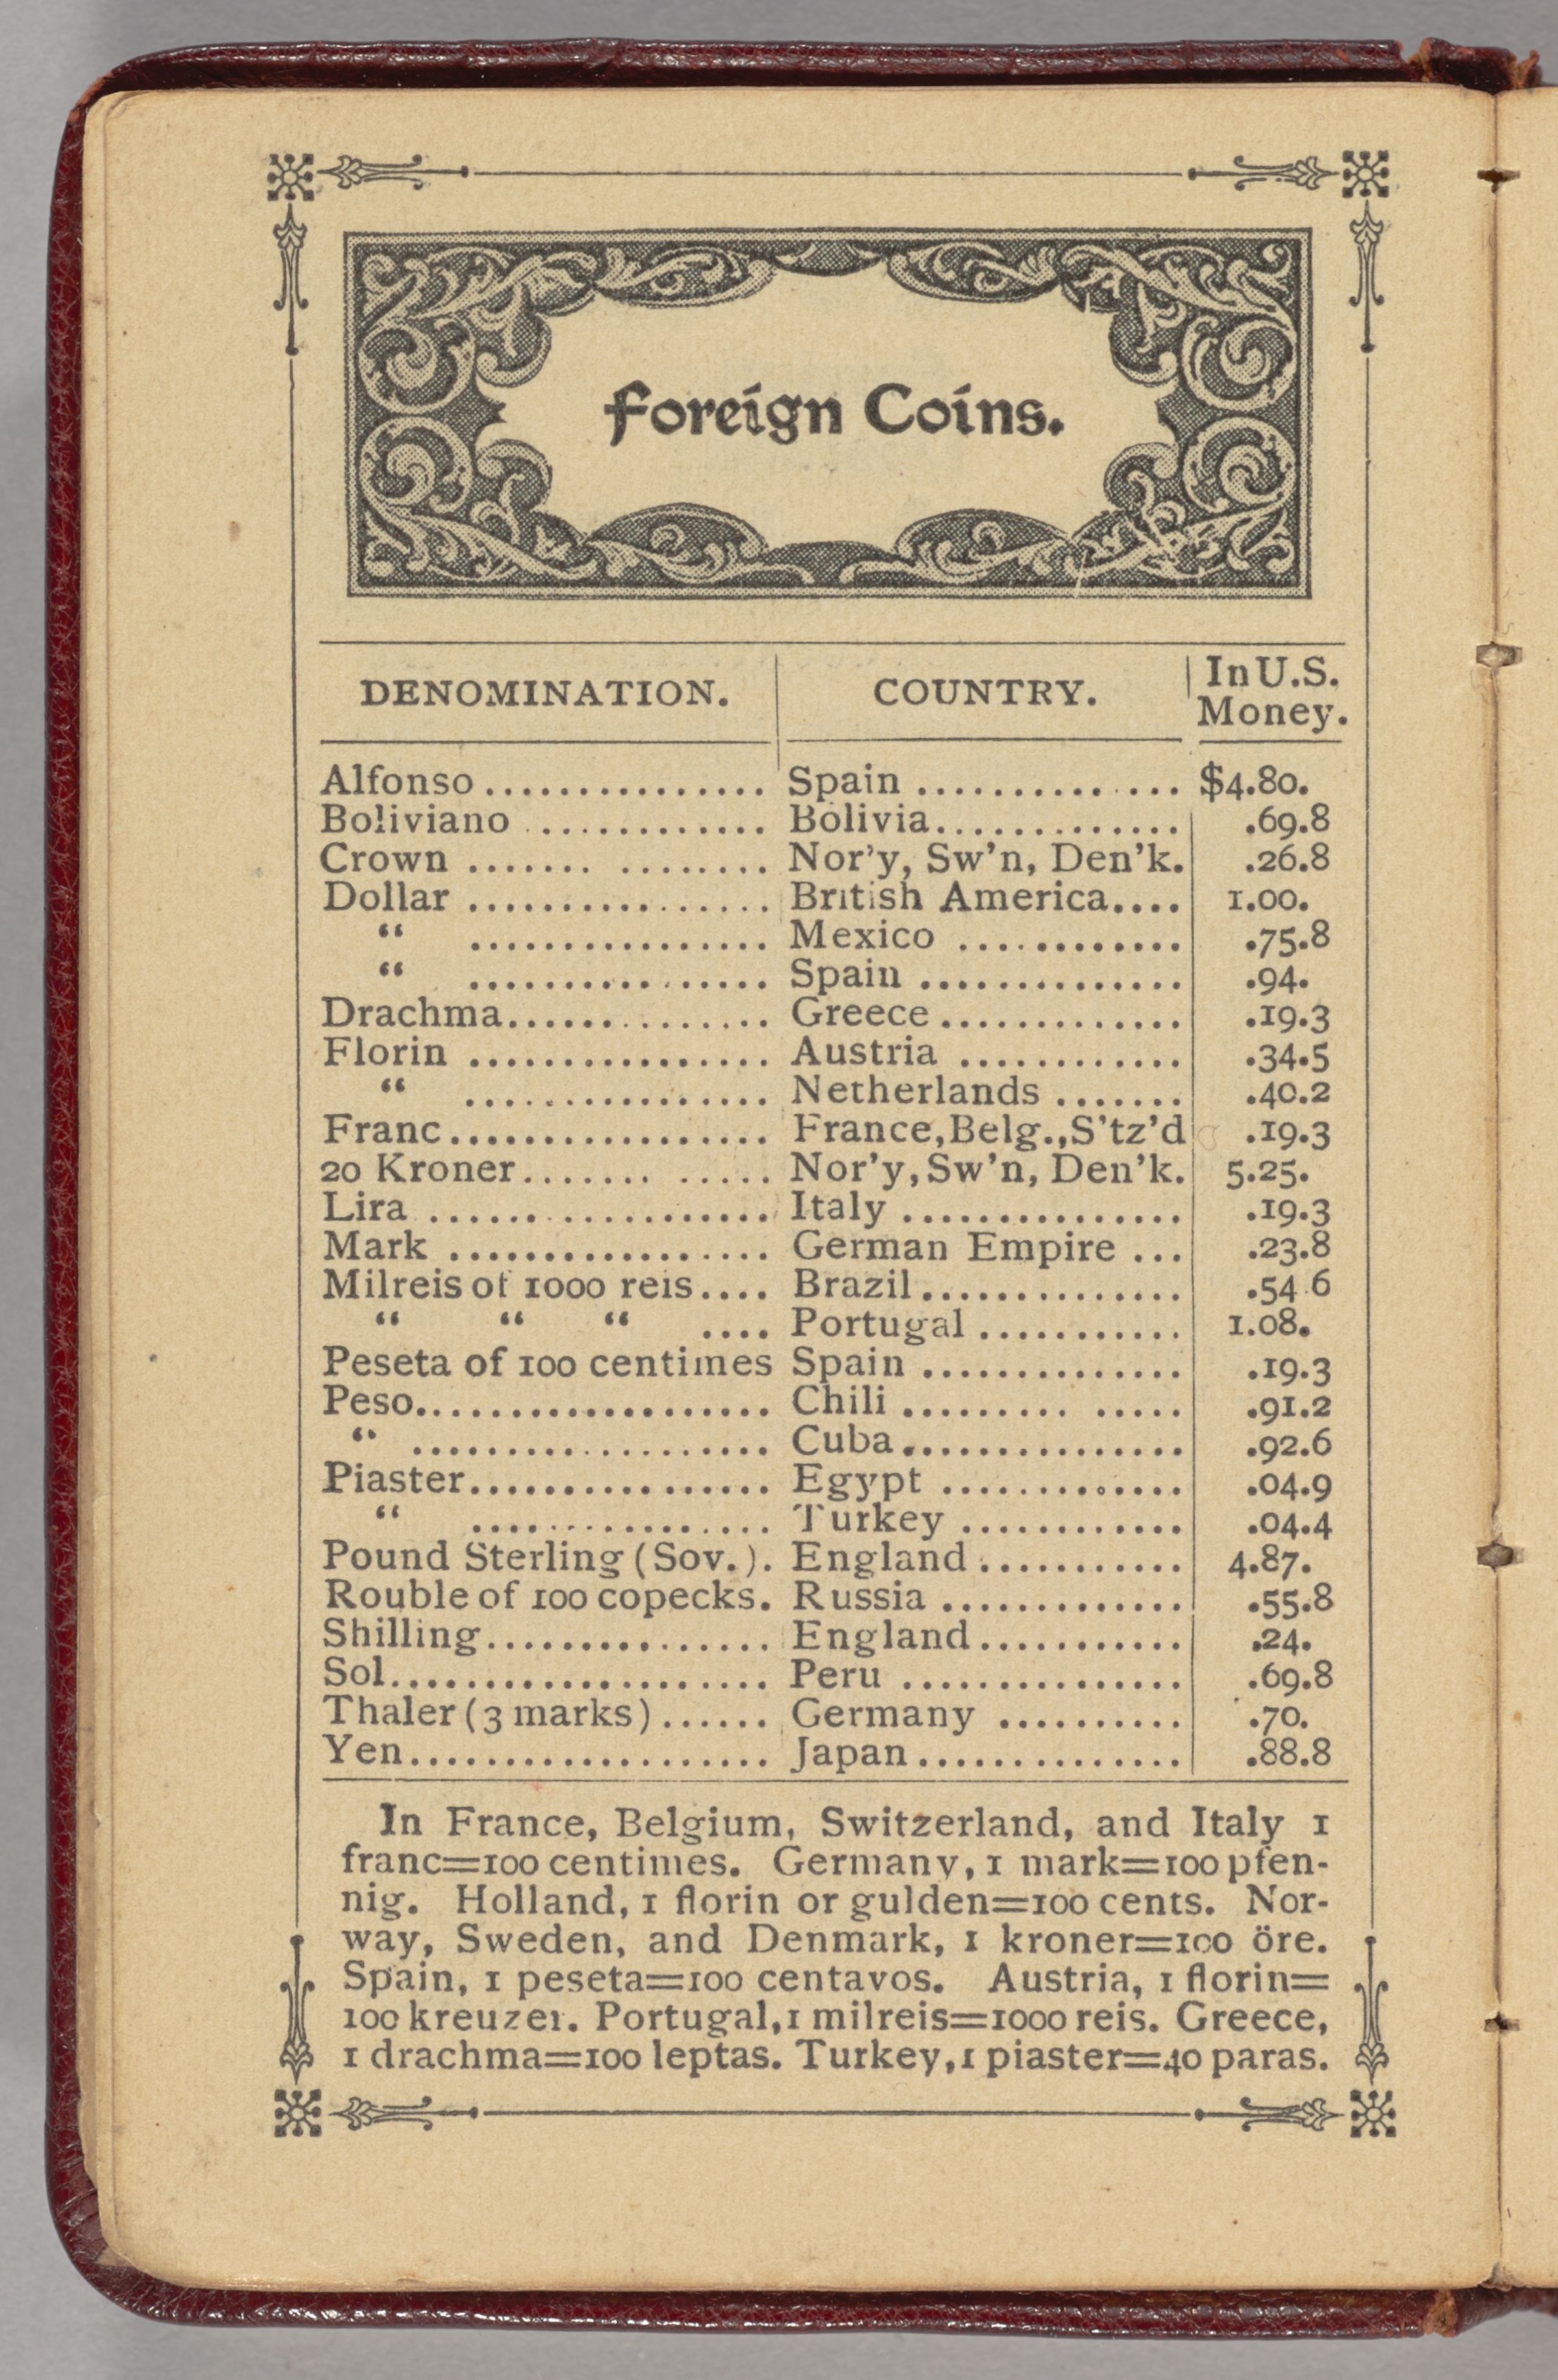 Foreign Coins.
DENOMINATION. COUNTRY. In U.S. Money.
Alfonso ............... Spain .............. $4.80.
Boliviano ............. Bolivia............. .69.8
Crown ....... ........ Nor'y, Sw'n, Den'k. .26.8
Dollar ................ British America.... 1.00.
“ ................ Mexico ............ .75.8
“ ................ Spain .............. .94.
Drachma.............. Greece............. .19.3
Florin ................ Austria ............ .34.5
“ ................ Netherlands ....... .40.2
Franc................. France,Belg.,S'tz'd .19.3
20 Kroner....... ..... Nor'y, Sw'n, Den'k. 5.25.
Lira .................. Italy ............... .19.3
Mark ................. German Empire ... .23.8
Milreis of 1000 reis.... Brazil.............. .54.6
“ “ “ .... Portugal ........... 1.08.
Peseta of 100 centimes Spain .............. .19.3
Peso................... Chili ......... ..... .91.2
“ ................... Cuba............... .92.6
Piaster................ Egypt ............. .04.9
“ ................ Turkey ............ .04.4
Pound Sterling (Sov.). England ........... 4.87.
Rouble of 100 copecks. Russia ............. .55.8
Shilling............... England........... .24.
Sol.................... Peru ............... .69.8
Thaler (3 marks)...... Germany .......... .70.
Yen................... Japan.............. .88.8
In France, Belgium, Switzerland, and Italy 1
franc=100 centimes. Germany, 1 mark=100 pfen-
nig. Holland, 1 florin or gulden=100 cents. Nor-
way, Sweden, and Denmark, 1 kroner=100 öre.
Spain, 1 peseta=100 centavos. Austria, 1 florin=
100 kreuzer. Portugal, 1 milreis=1000 reis. Greece,
1 drachma=100 leptas. Turkey, 1 piaster=40 paras.